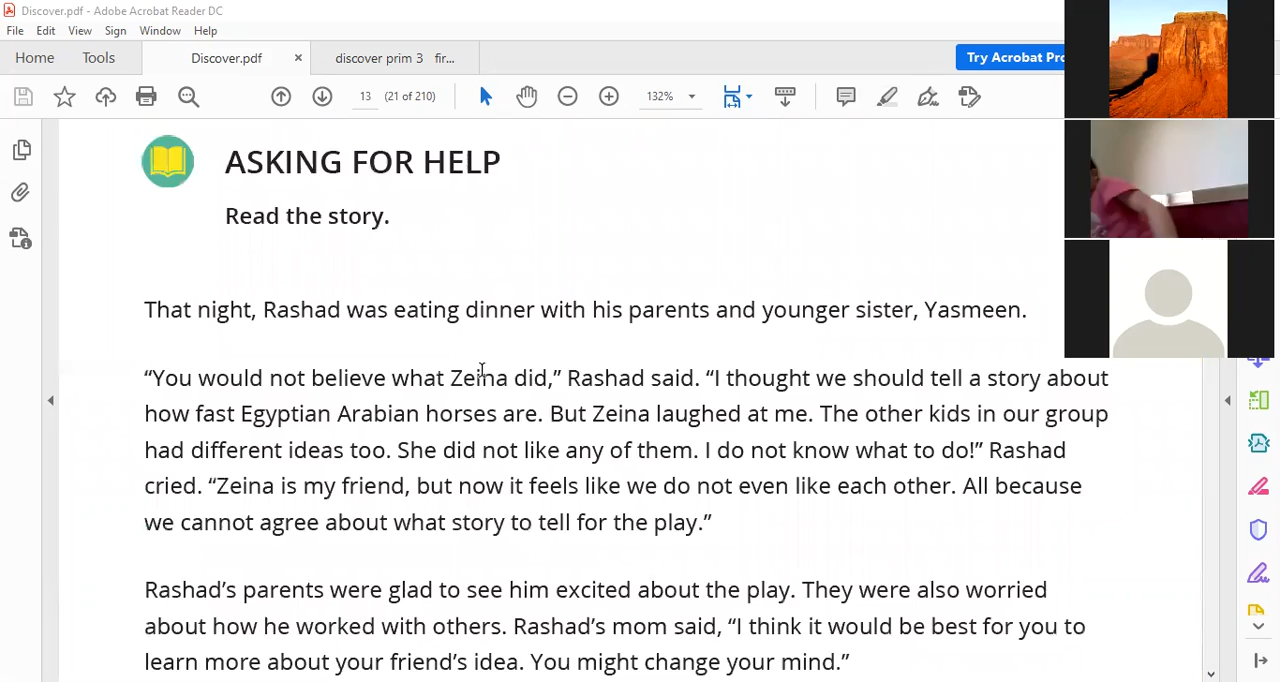 Discover.pdf - Adobe Acrobat Reader DC
File Edit View Sign Window Help
Home Tools Discover.pdf × discover prim 3 fir... Try Acrobat Pro
13 (21 of 210) 132%
ASKING FOR HELP
Read the story.
That night, Rashad was eating dinner with his parents and younger sister, Yasmeen.
“You would not believe what Zeina did,” Rashad said. “I thought we should tell a story about
how fast Egyptian Arabian horses are. But Zeina laughed at me. The other kids in our group
had different ideas too. She did not like any of them. I do not know what to do!” Rashad
cried. “Zeina is my friend, but now it feels like we do not even like each other. All because
we cannot agree about what story to tell for the play.”
Rashad’s parents were glad to see him excited about the play. They were also worried
about how he worked with others. Rashad’s mom said, “I think it would be best for you to
learn more about your friend’s idea. You might change your mind.”